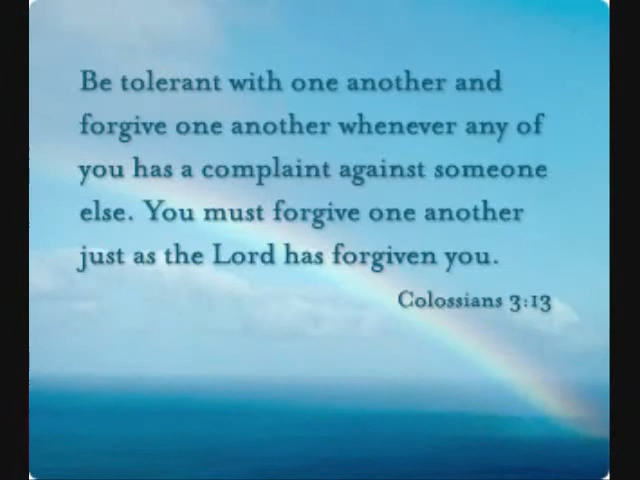 Be tolerant with one another and
forgive one another whenever any of
you has a complaint against someone
else. You must forgive one another
just as the Lord has forgiven you.
Colossians 3:13